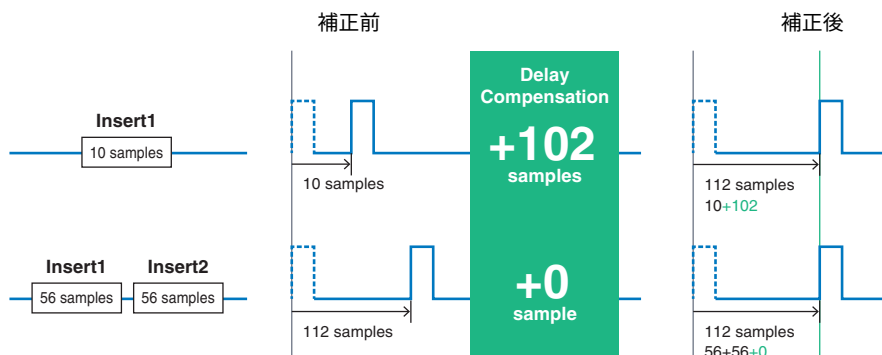 補正前
補正後
Delay
Compensation
Insert1
10 samples
10 samples
+102
samples
112 samples
10+102
Insert1
Insert2
56 samples
56 samples
112 samples
+0
sample
112 samples
56+56+0